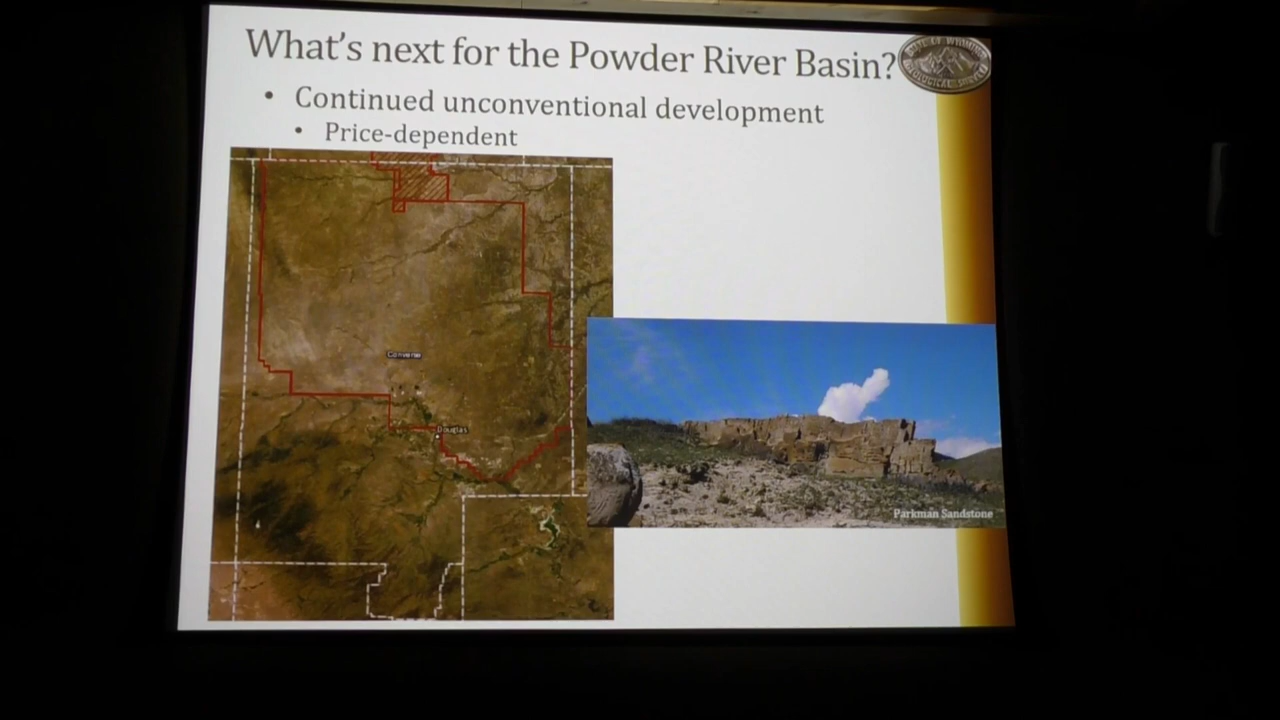 What's next for the Powder River Basin?
• Continued unconventional development
• Price-dependent
Converse
Douglas
Parkman Sandstone